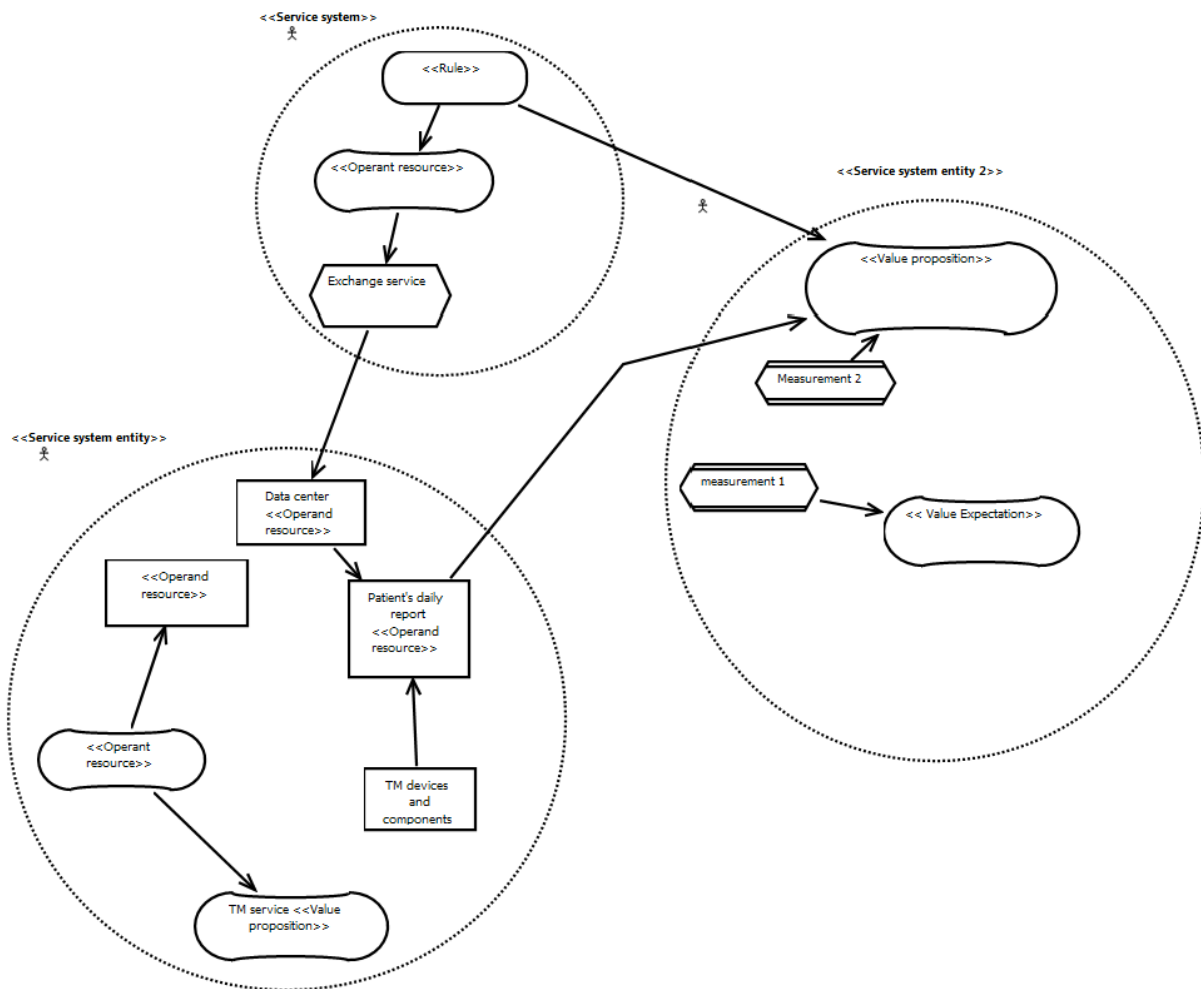 <<Service system>>
<<Rule>>
<<Operant resource>>
Exchange service
<<Service system entity 2>>
<<Value proposition>>
Measurement 2
measurement 1
<< Value Expectation>>
<<Service system entity>>
Data center
<<Operand
resource>>
<<Operand
resource>>
Patient's daily
report
<<Operand
resource>>
<<Operant
resource>>
TM devices
and
components
TM service <<Value
proposition>>